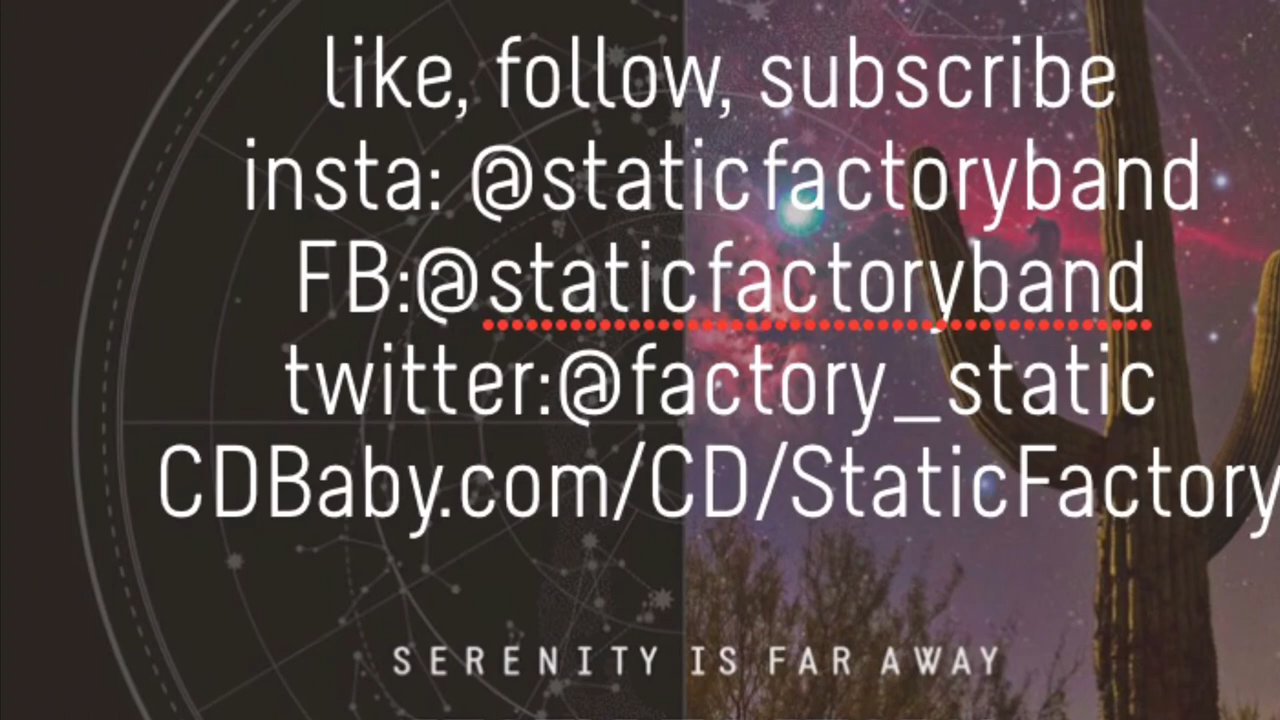 like, follow, subscribe
insta: @staticfactoryband
FB:@staticfactoryband
twitter:@factory_static
CDBaby.com/CD/StaticFactory
SERENITY IS FAR AWAY